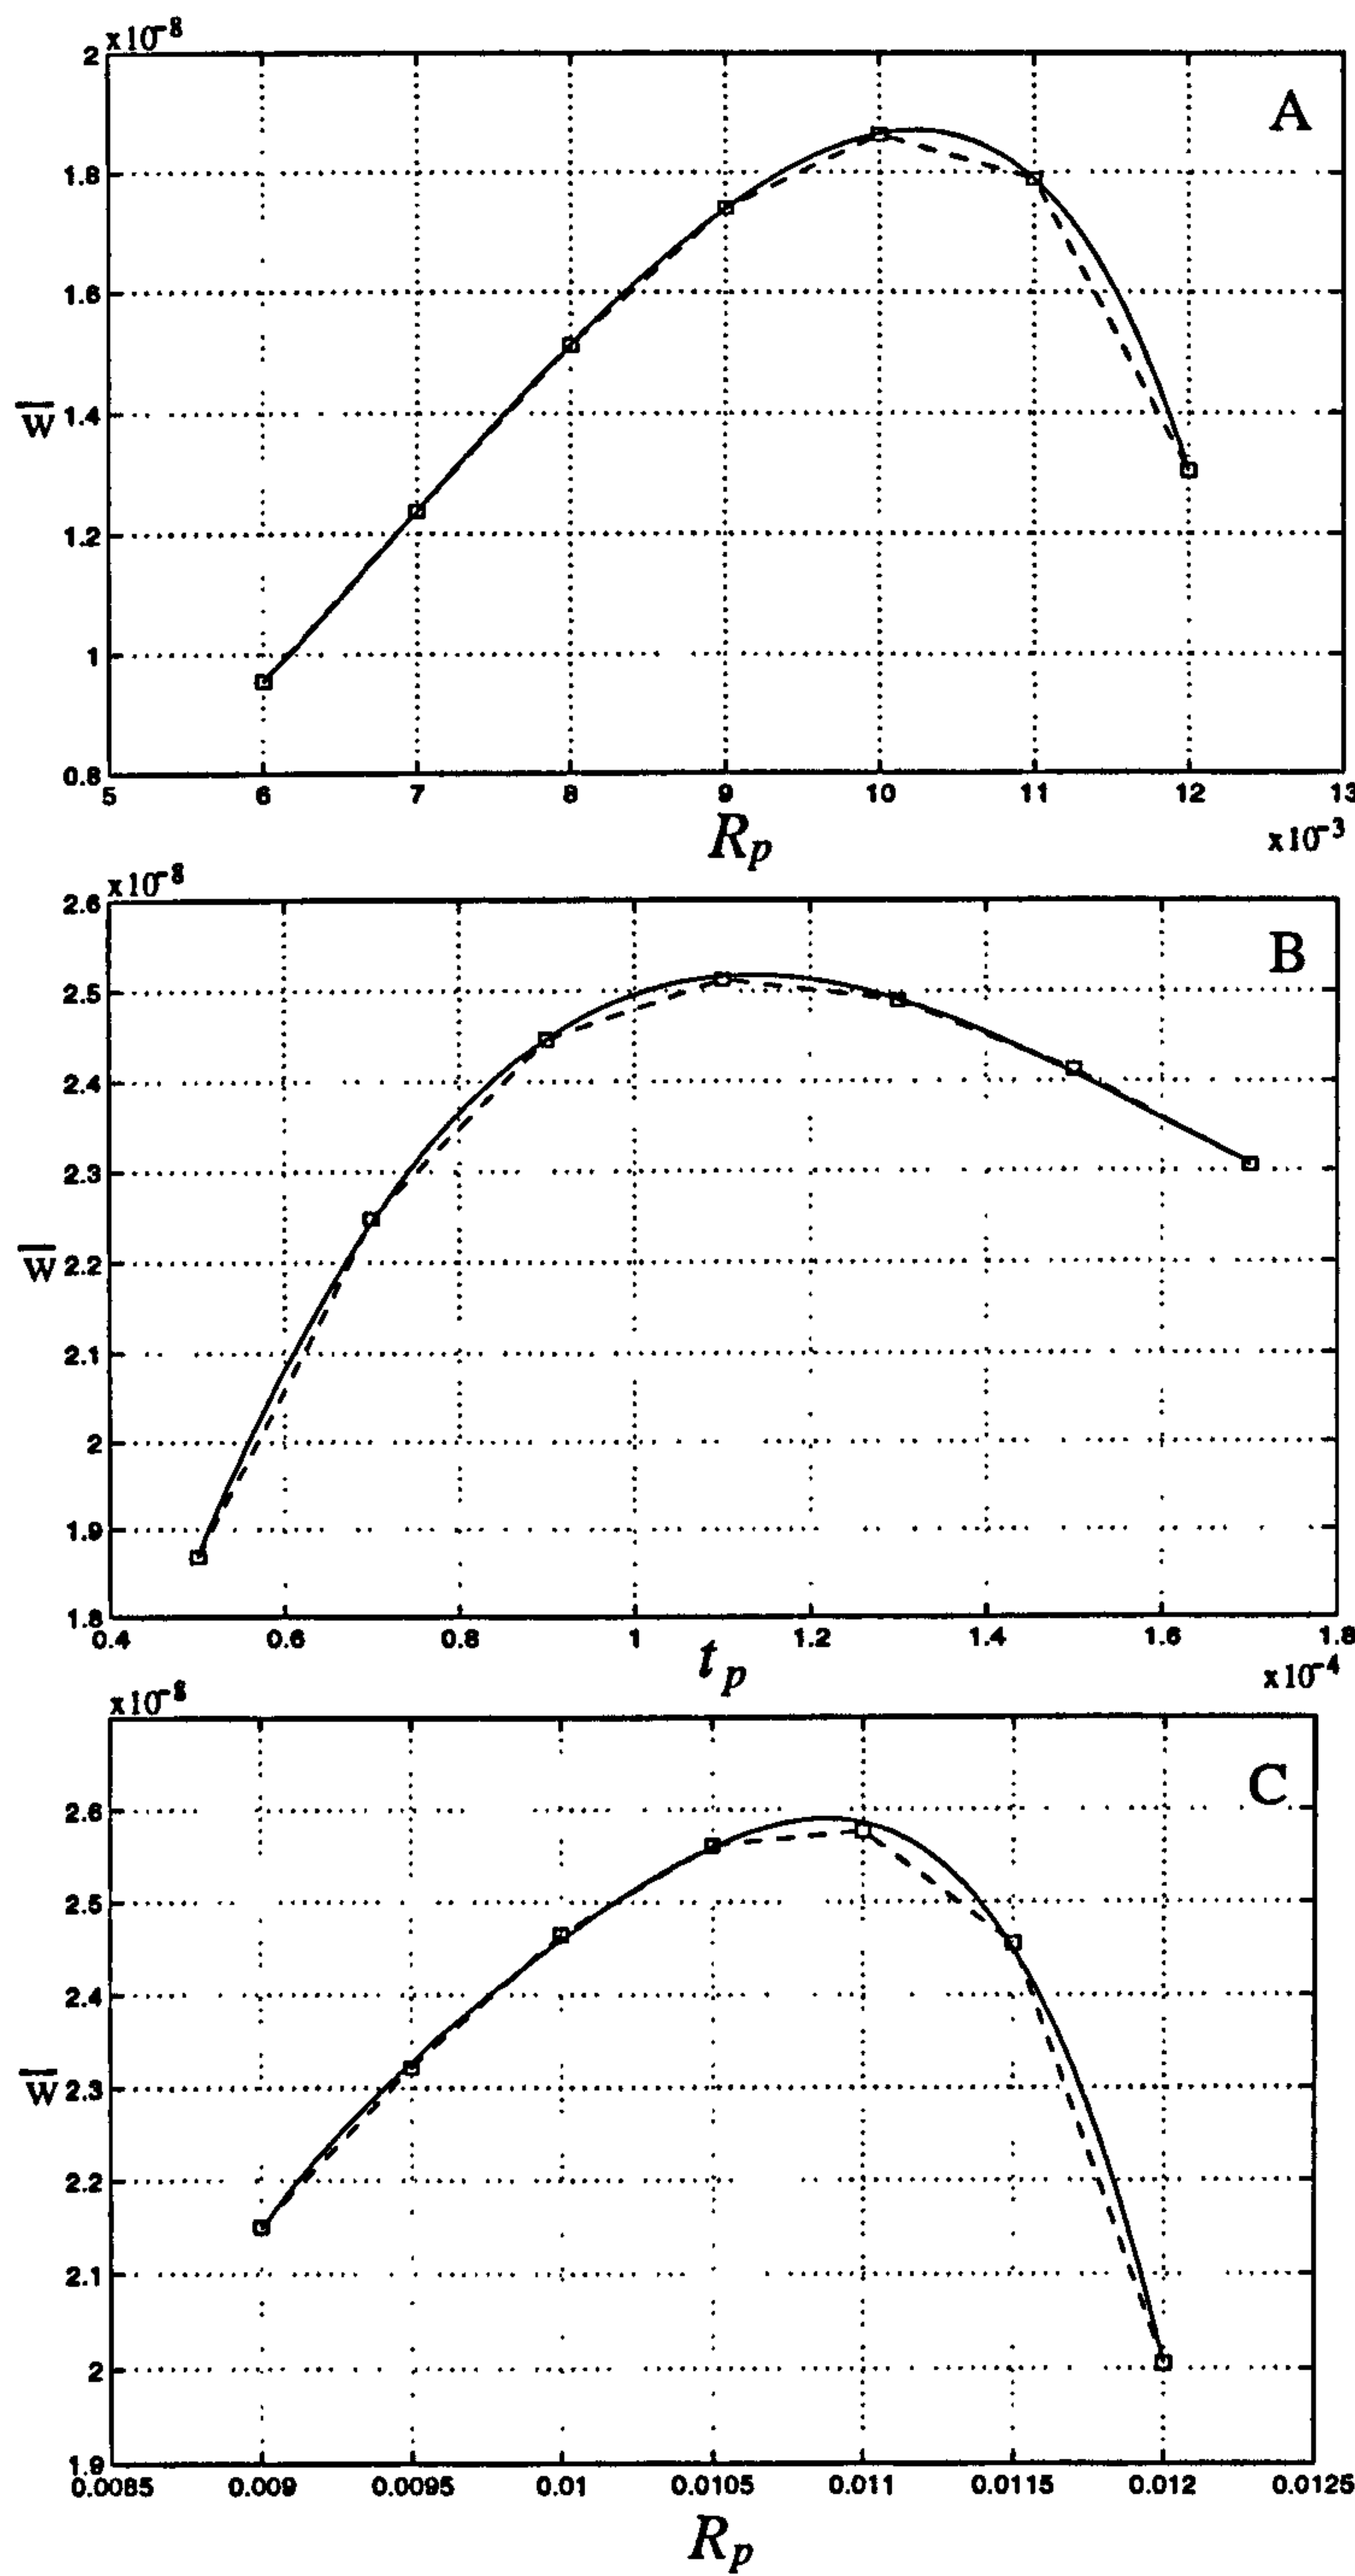 x10⁻⁸
2
A
1.8
1.6
w̅ 1.4
1.2
1
0.8
5 6 7 8 9 10 11 12 13
R_p x10⁻³
x10⁻⁸
2.6
B
2.5
2.4
2.3
w̅ 2.2
2.1
2
1.9
1.8
0.4 0.6 0.8 1 1.2 1.4 1.6 1.8
t_p x10⁻⁴
x10⁻⁸
C
2.6
2.5
2.4
w̅ 2.3
2.2
2.1
2
1.9
0.0085 0.009 0.0095 0.01 0.0105 0.011 0.0115 0.012 0.0125
R_p